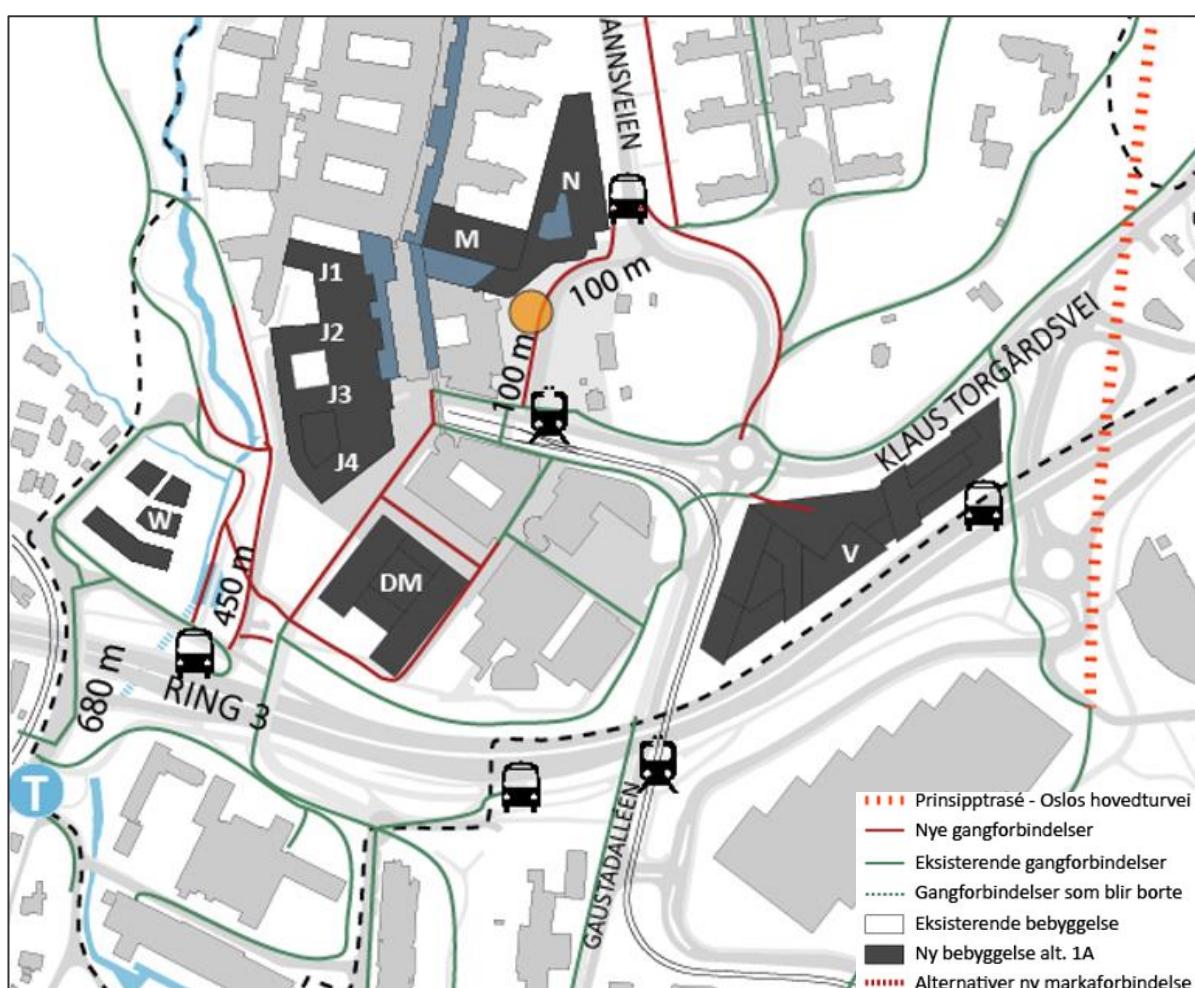 ANNSVEIEN
N
M
100 m
J1
J2
J3
J4
100 m
KLAUS TORGÅRDSVEI
W
V
DM
450 m
680 m
RING 3
T
GAUSTADALLEEN
Prinsipptrasé - Oslos hovedturvei
Nye gangforbindelser
Eksisterende gangforbindelser
Gangforbindelser som blir borte
Eksisterende bebyggelse
Ny bebyggelse alt. 1A
Alternativer ny markaforbindelse